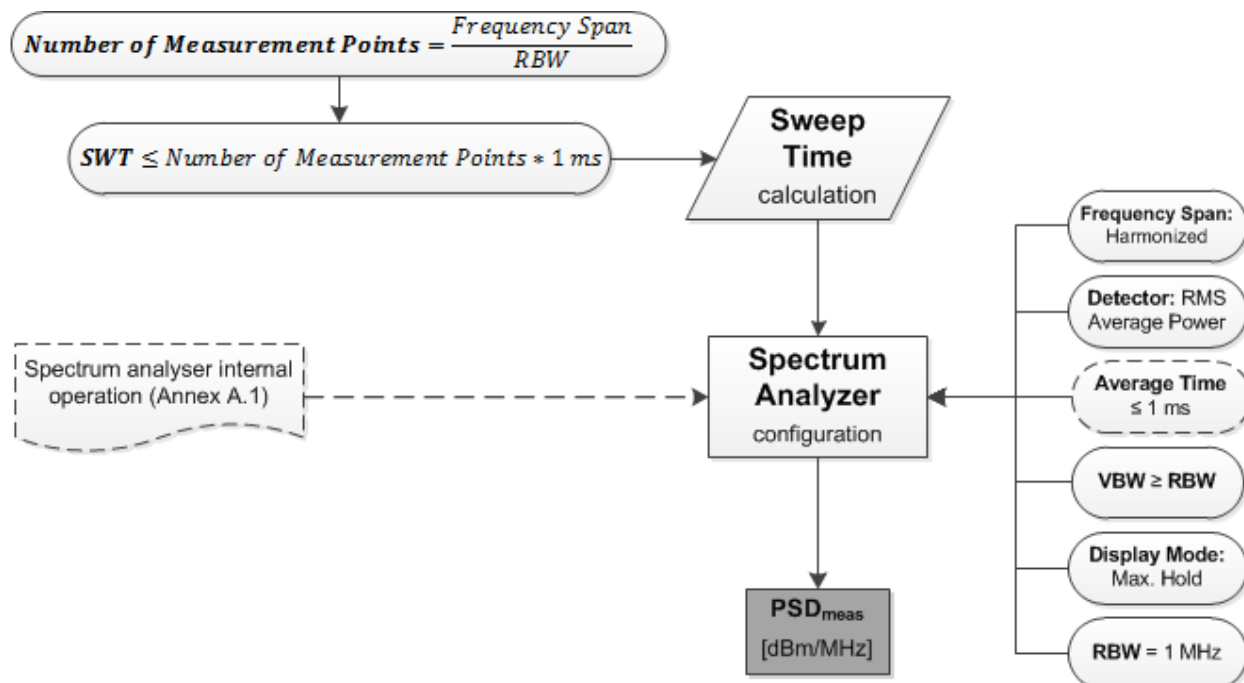 Number of Measurement Points = Frequency Span / RBW
SWT ≤ Number of Measurement Points * 1 ms
Sweep
Time
calculation
Frequency Span:
Harmonized
Detector: RMS
Average Power
Spectrum analyser internal
operation (Annex A.1)
Spectrum
Analyzer
configuration
Average Time
≤ 1 ms
VBW ≥ RBW
Display Mode:
Max. Hold
PSDmeas
[dBm/MHz]
RBW = 1 MHz